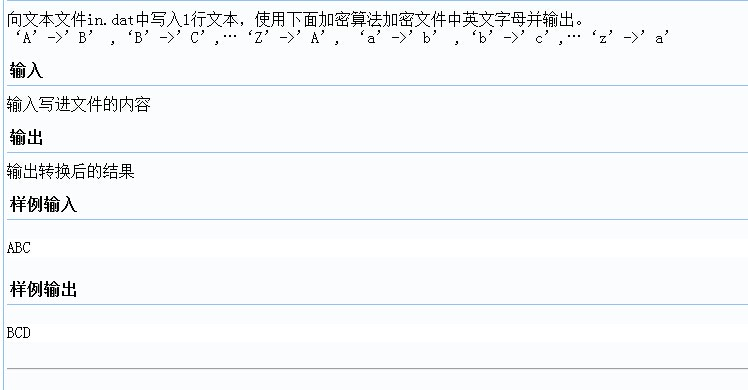 向文本文件in.dat中写入1行文本，使用下面加密算法加密文件中英文字母并输出。
‘A’->’B’ ,‘B’->’C’,…‘Z’->’A’, ‘a’->’b’ ,‘b’->’c’,…‘z’->’a’
输入
输入写进文件的内容
输出
输出转换后的结果
样例输入
ABC
样例输出
BCD